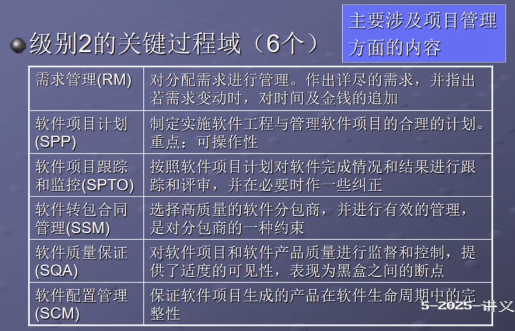 主要涉及项目管理
方面的内容
级别2的关键过程域（6个）
需求管理(RM)
对分配需求进行管理。作出详尽的需求，并指出
若需求变动时，对时间及金钱的追加
软件项目计划
(SPP)
制定实施软件工程与管理软件项目的合理的计划。
重点：可操作性
软件项目跟踪
和监控(SPTO)
按照软件项目计划对软件完成情况和结果进行跟
踪和评审，并在必要时作一些纠正
软件转包合同
管理(SSM)
选择高质量的软件分包商，并进行有效的管理，
是对分包商的一种约束
软件质量保证
(SQA)
对软件项目和软件产品质量进行监督和控制，提
供了适度的可见性，表现为黑盒之间的断点
软件配置管理
(SCM)
保证软件项目生成的产品在软件生命周期中的完
整性
5-2025-讲义